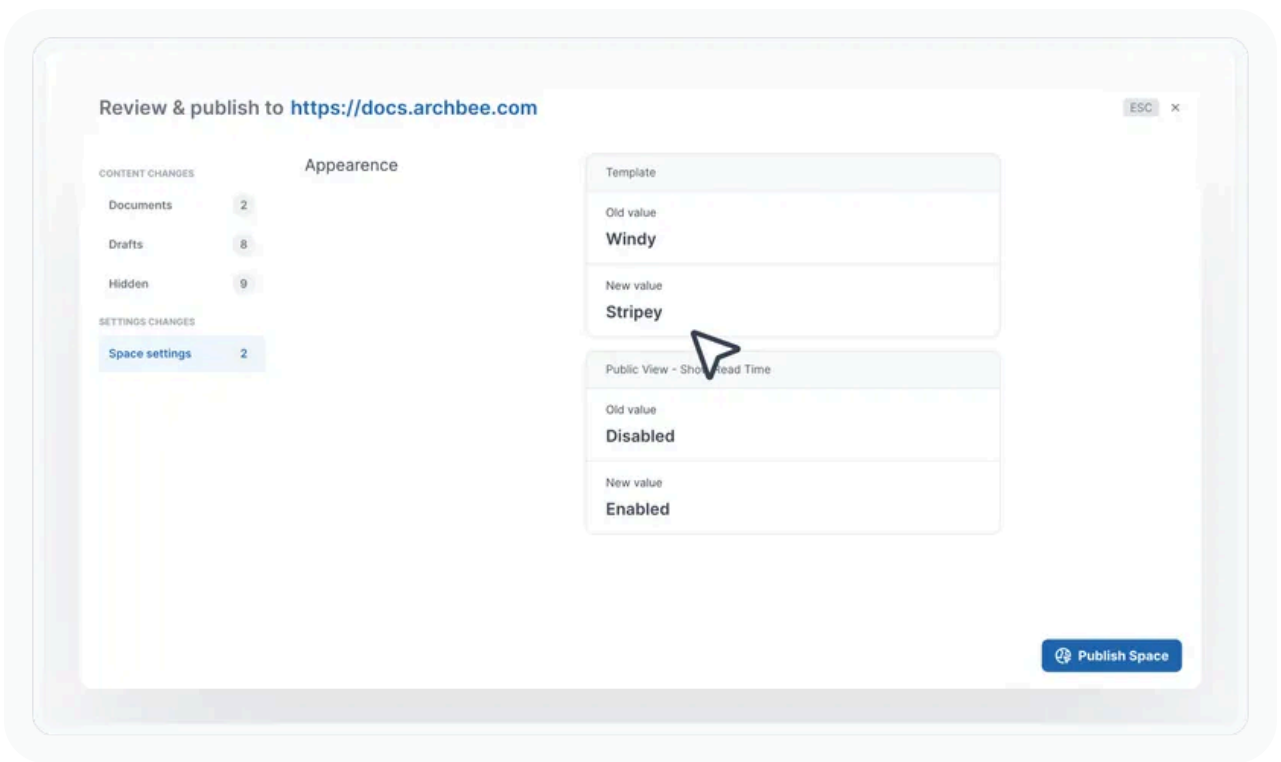 Review & publish to https://docs.archbee.com
ESC ×
CONTENT CHANGES
Documents 2
Drafts 8
Hidden 9
SETTINGS CHANGES
Space settings 2
Appearence
Template
Old value
Windy
New value
Stripey
Public View - Show Read Time
Old value
Disabled
New value
Enabled
Publish Space